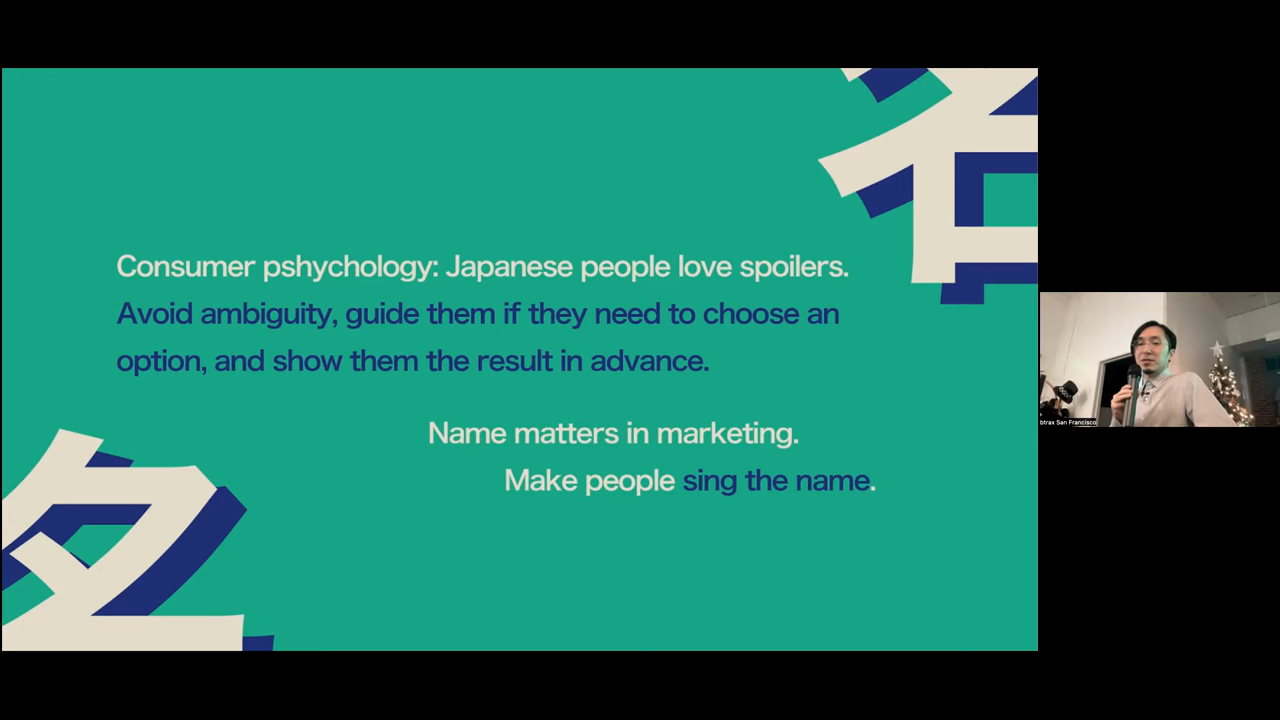 Consumer pshychology: Japanese people love spoilers.
Avoid ambiguity, guide them if they need to choose an
option, and show them the result in advance.
Name matters in marketing.
Make people sing the name.
名
名
btrax San Francisco